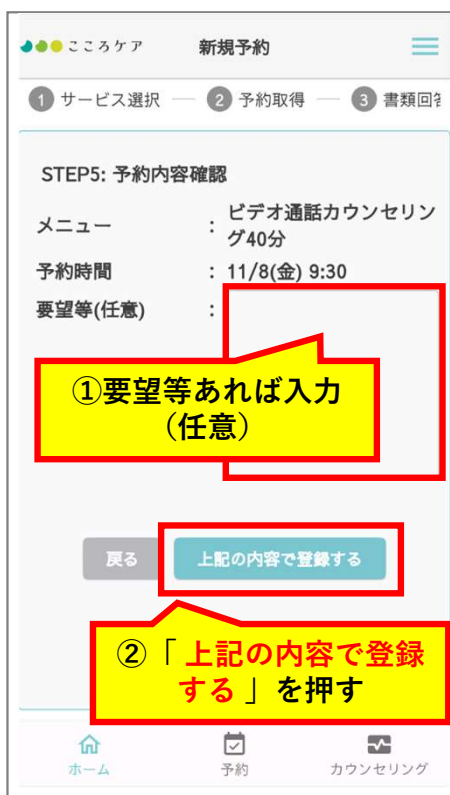 こころケア 新規予約
1 サービス選択 2 予約取得 3 書類回答
STEP5: 予約内容確認
メニュー : ビデオ通話カウンセリン
グ40分
予約時間 : 11/8(金) 9:30
要望等(任意) :
①要望等あれば入力
（任意）
戻る 上記の内容で登録する
②「上記の内容で登録
する」を押す
ホーム 予約 カウンセリング